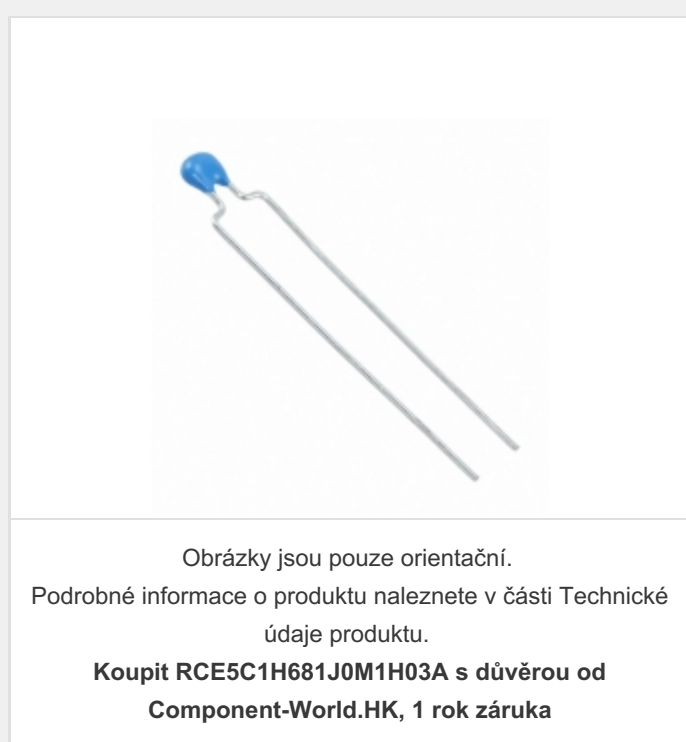 Obrázky jsou pouze orientační.
Podrobné informace o produktu naleznete v části Technické
údaje produktu.
Koupit RCE5C1H681J0M1H03A s důvěrou od
Component-World.HK, 1 rok záruka